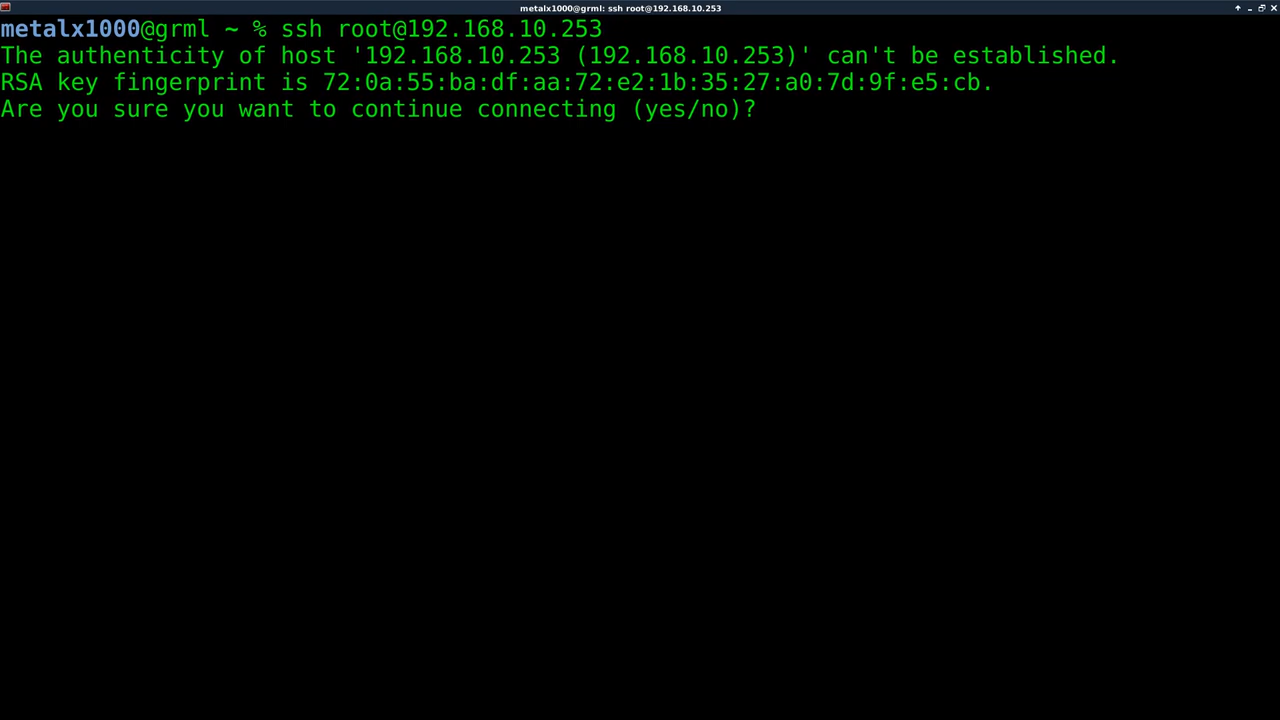 metalx1000@grml: ssh root@192.168.10.253
metalx1000@grml ~ % ssh root@192.168.10.253
The authenticity of host '192.168.10.253 (192.168.10.253)' can't be established.
RSA key fingerprint is 72:0a:55:ba:df:aa:72:e2:1b:35:27:a0:7d:9f:e5:cb.
Are you sure you want to continue connecting (yes/no)?